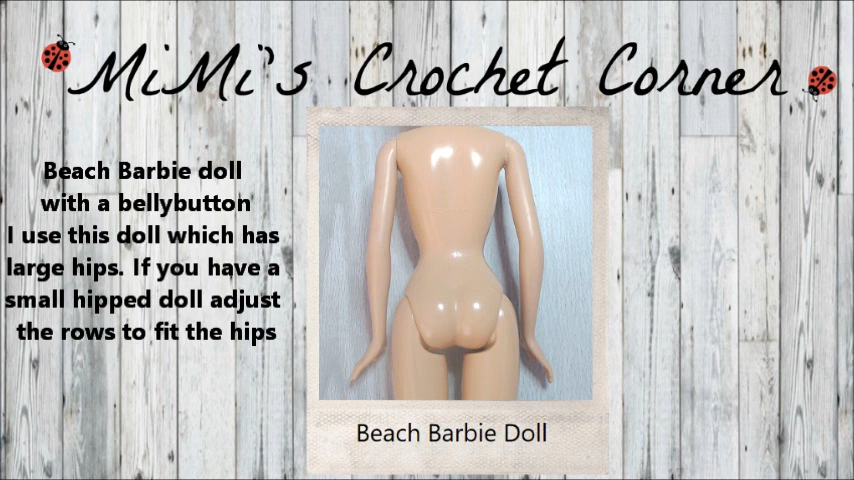 MiMi's Crochet Corner
Beach Barbie doll
with a bellybutton
I use this doll which has
large hips. If you have a
small hipped doll adjust
the rows to fit the hips
Beach Barbie Doll